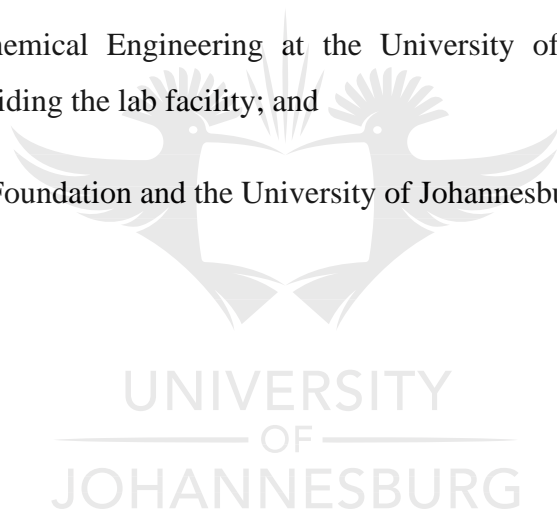 hemical Engineering at the University of
iding the lab facility; and
Foundation and the University of Johannesbu
UNIVERSITY
OF
JOHANNESBURG